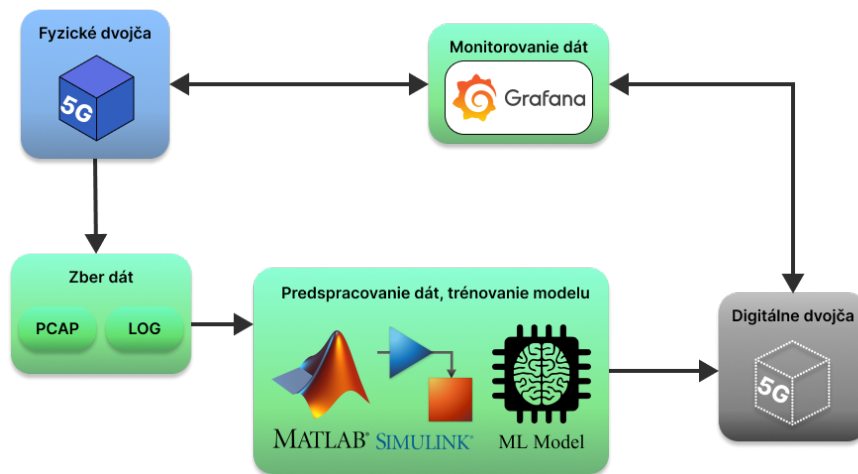 Fyzické dvojča
5G
Monitorovanie dát
Grafana
Zber dát
PCAP
LOG
Predspracovanie dát, trénovanie modelu
MATLAB®
SIMULINK®
ML Model
Digitálne dvojča
5G